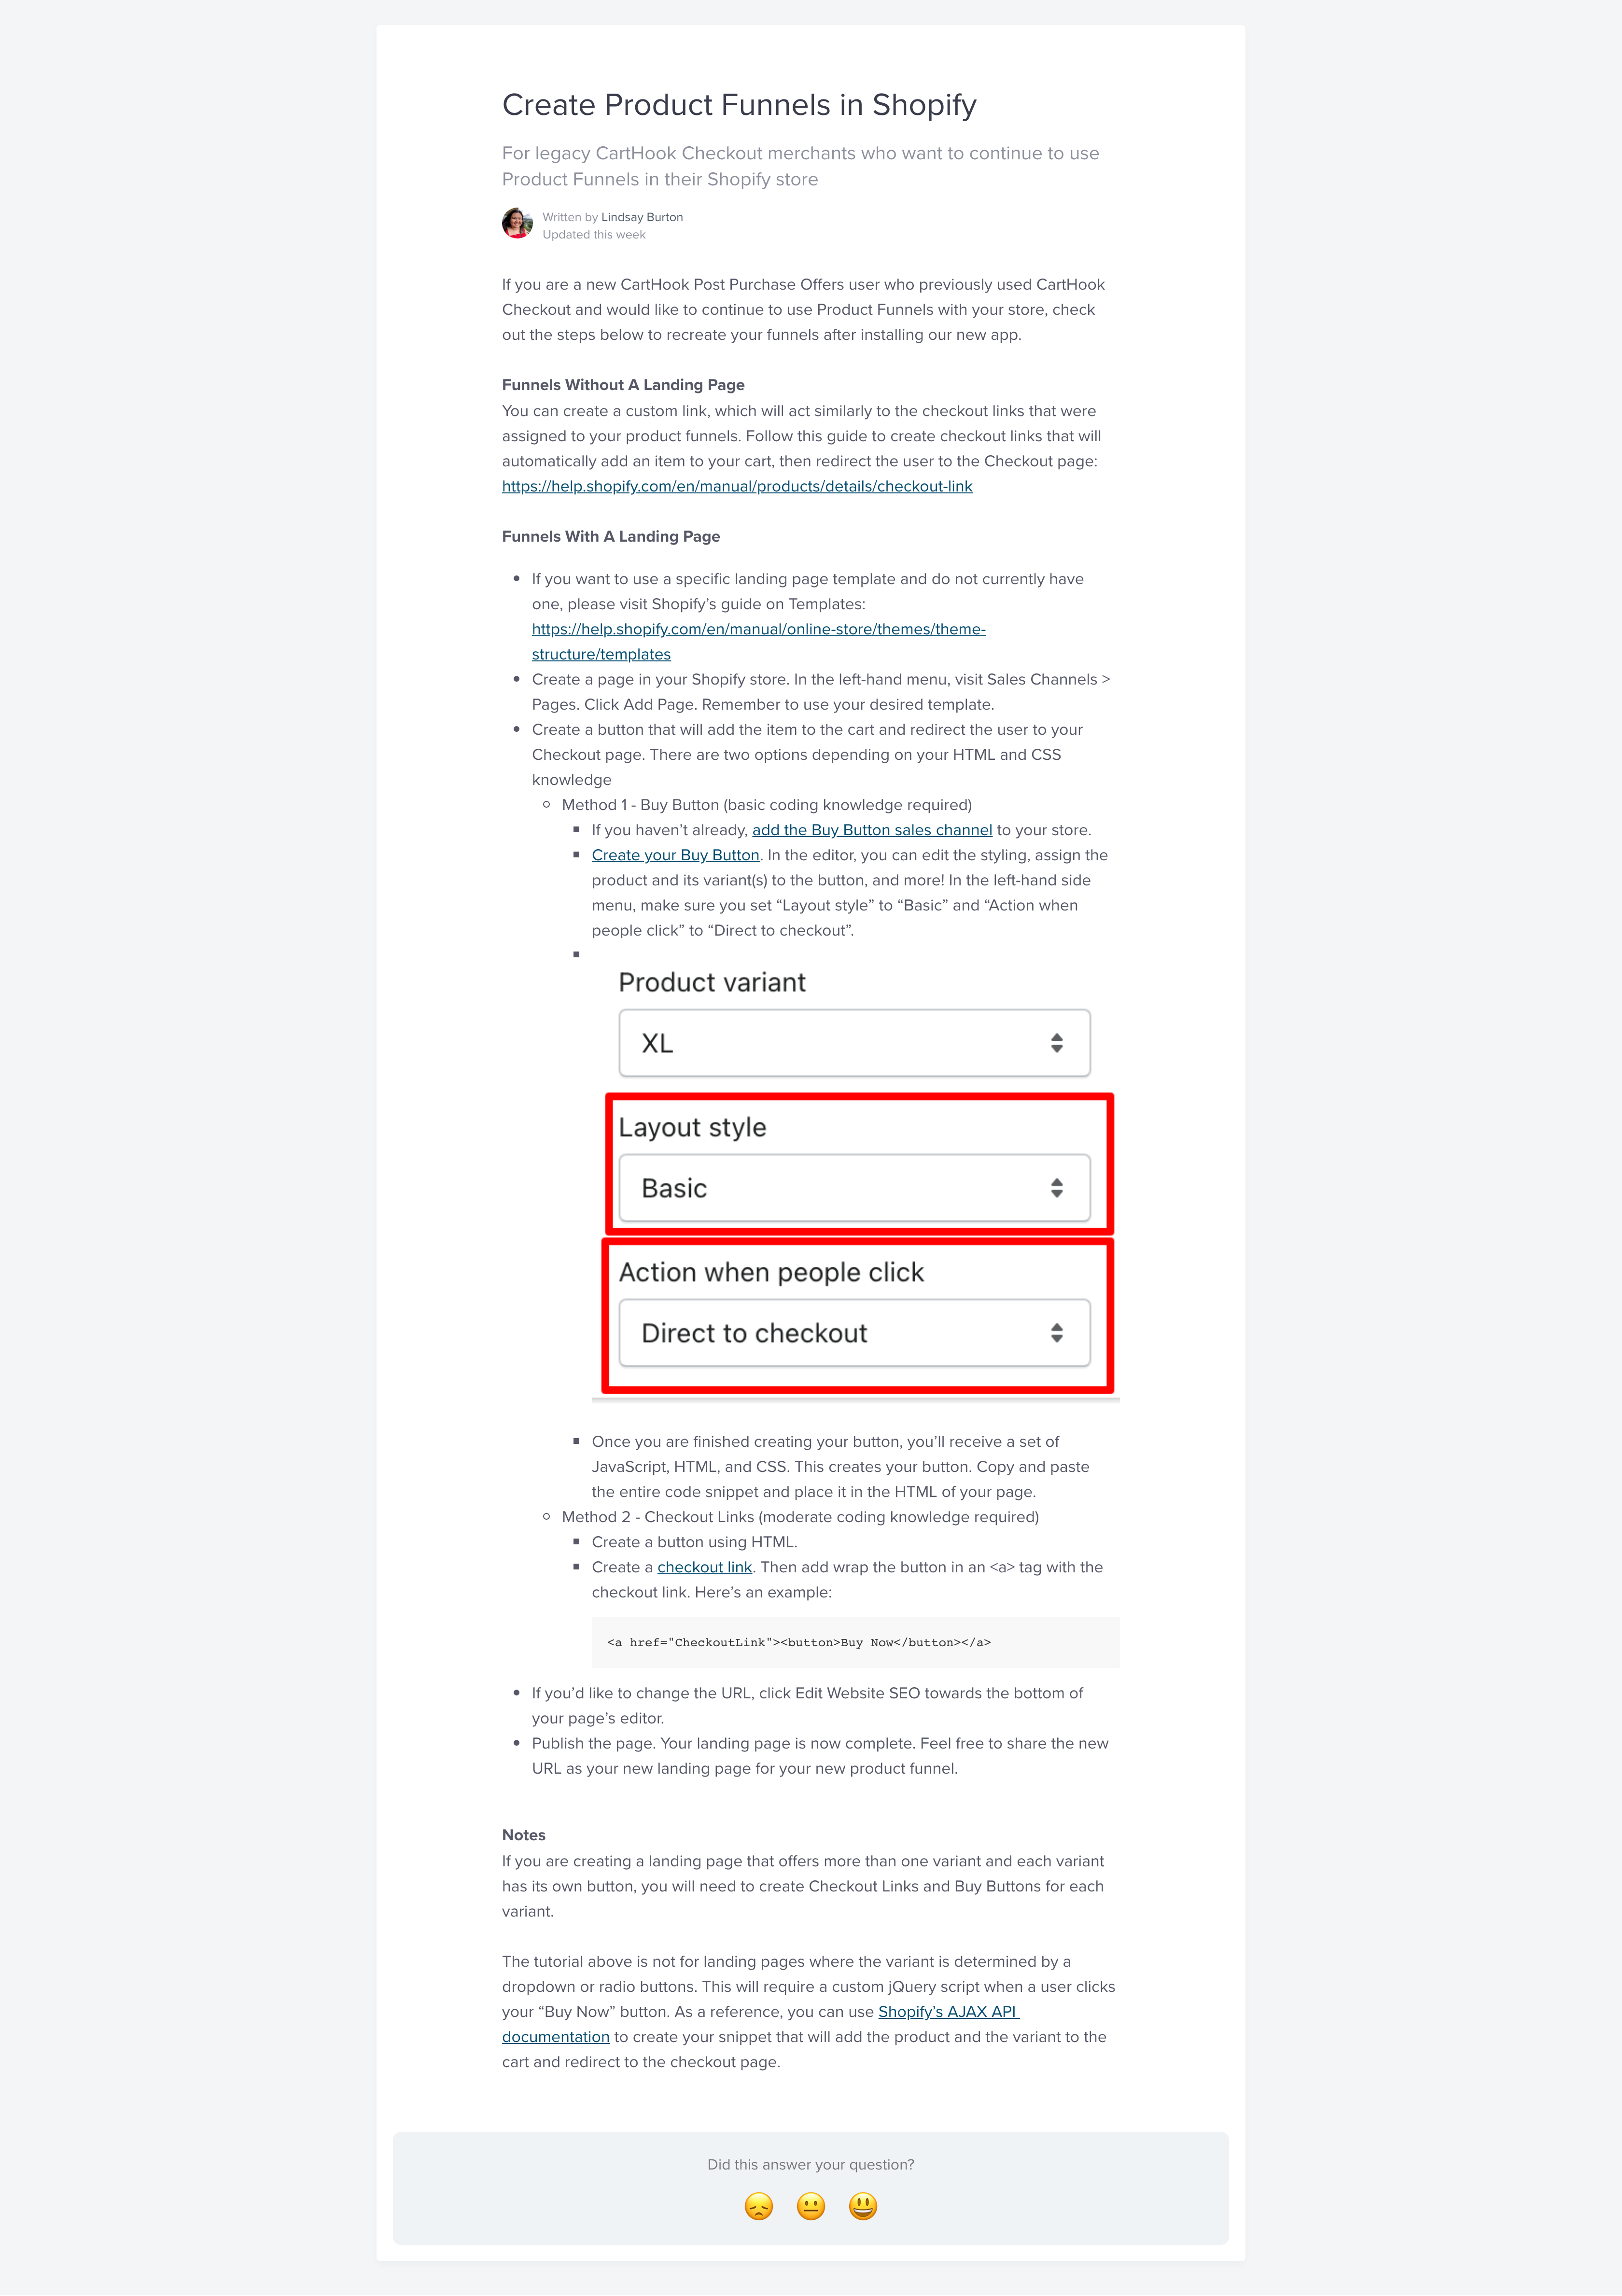 Create Product Funnels in Shopify
For legacy CartHook Checkout merchants who want to continue to use
Product Funnels in their Shopify store
Written by Lindsay Burton
Updated this week
If you are a new CartHook Post Purchase Offers user who previously used CartHook
Checkout and would like to continue to use Product Funnels with your store, check
out the steps below to recreate your funnels after installing our new app.
Funnels Without A Landing Page
You can create a custom link, which will act similarly to the checkout links that were
assigned to your product funnels. Follow this guide to create checkout links that will
automatically add an item to your cart, then redirect the user to the Checkout page:
https://help.shopify.com/en/manual/products/details/checkout-link
Funnels With A Landing Page
If you want to use a specific landing page template and do not currently have
one, please visit Shopify’s guide on Templates:
https://help.shopify.com/en/manual/online-store/themes/theme-
structure/templates
Create a page in your Shopify store. In the left-hand menu, visit Sales Channels >
Pages. Click Add Page. Remember to use your desired template.
Create a button that will add the item to the cart and redirect the user to your
Checkout page. There are two options depending on your HTML and CSS
knowledge
Method 1 - Buy Button (basic coding knowledge required)
If you haven’t already, add the Buy Button sales channel to your store.
Create your Buy Button. In the editor, you can edit the styling, assign the
product and its variant(s) to the button, and more! In the left-hand side
menu, make sure you set “Layout style” to “Basic” and “Action when
people click” to “Direct to checkout”.
Product variant
XL
Layout style
Basic
Action when people click
Direct to checkout
Once you are finished creating your button, you’ll receive a set of
JavaScript, HTML, and CSS. This creates your button. Copy and paste
the entire code snippet and place it in the HTML of your page.
Method 2 - Checkout Links (moderate coding knowledge required)
Create a button using HTML.
Create a checkout link. Then add wrap the button in an <a> tag with the
checkout link. Here’s an example:
<a href="CheckoutLink"><button>Buy Now</button></a>
If you’d like to change the URL, click Edit Website SEO towards the bottom of
your page’s editor.
Publish the page. Your landing page is now complete. Feel free to share the new
URL as your new landing page for your new product funnel.
Notes
If you are creating a landing page that offers more than one variant and each variant
has its own button, you will need to create Checkout Links and Buy Buttons for each
variant.
The tutorial above is not for landing pages where the variant is determined by a
dropdown or radio buttons. This will require a custom jQuery script when a user clicks
your “Buy Now” button. As a reference, you can use Shopify’s AJAX API
documentation to create your snippet that will add the product and the variant to the
cart and redirect to the checkout page.
Did this answer your question?